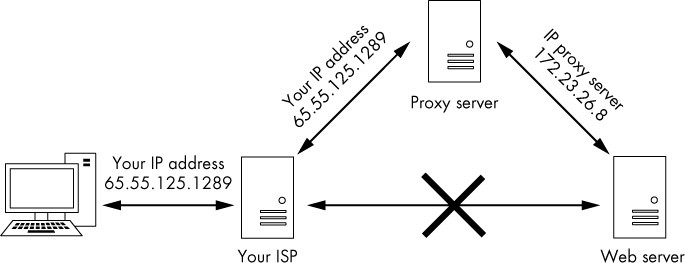 Your IP address
65.55.125.1289
IP proxy server
172.23.26.8
Proxy server
Your IP address
65.55.125.1289
Your ISP
Web server